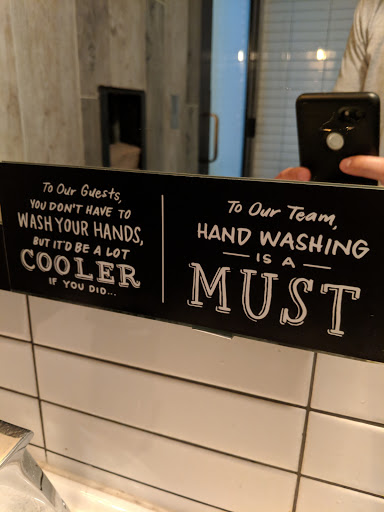 To Our Guests,
YOU DON'T HAVE TO
WASH YOUR HANDS,
BUT IT'D BE A LOT
COOLER
IF YOU DID...
To Our Team,
HAND WASHING
IS A
MUST